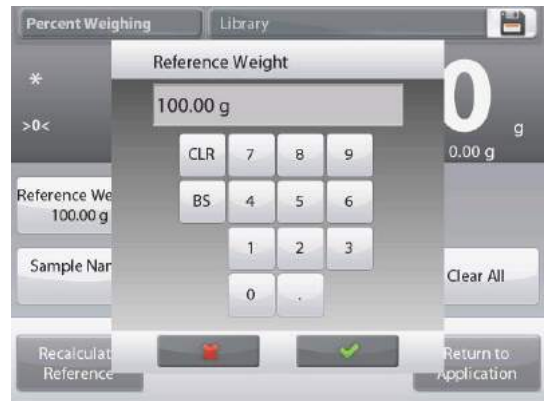 Percent Weighing
Library
Reference Weight
*
100.00 g
0
>0<
g
0.00 g
CLR 7 8 9
Reference We
100.00 g
BS 4 5 6
1 2 3
Sample Nar
Clear All
0 .
Recalculat
Reference
Return to
Application